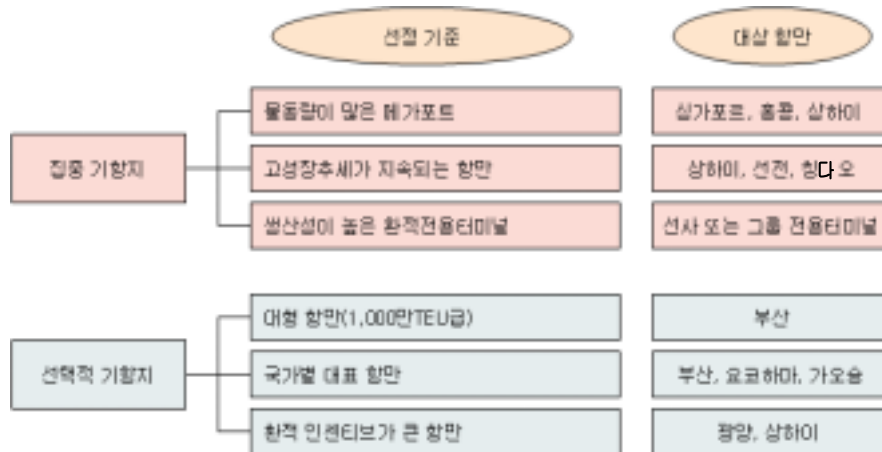 선정 기준
대상 항만
물동량이 많은 메가포트
싱가포르, 홍콩, 상하이
집중 기항지
고성장추세가 지속되는 항만
상하이, 선전, 칭다오
생산성이 높은 환적전용터미널
선사 또는 그룹 전용터미널
대형 항만(1,000만TEU급)
부산
선택적 기항지
국가별 대표 항만
부산, 요코하마, 가오슝
환적 인센티브가 큰 항만
광양, 상하이